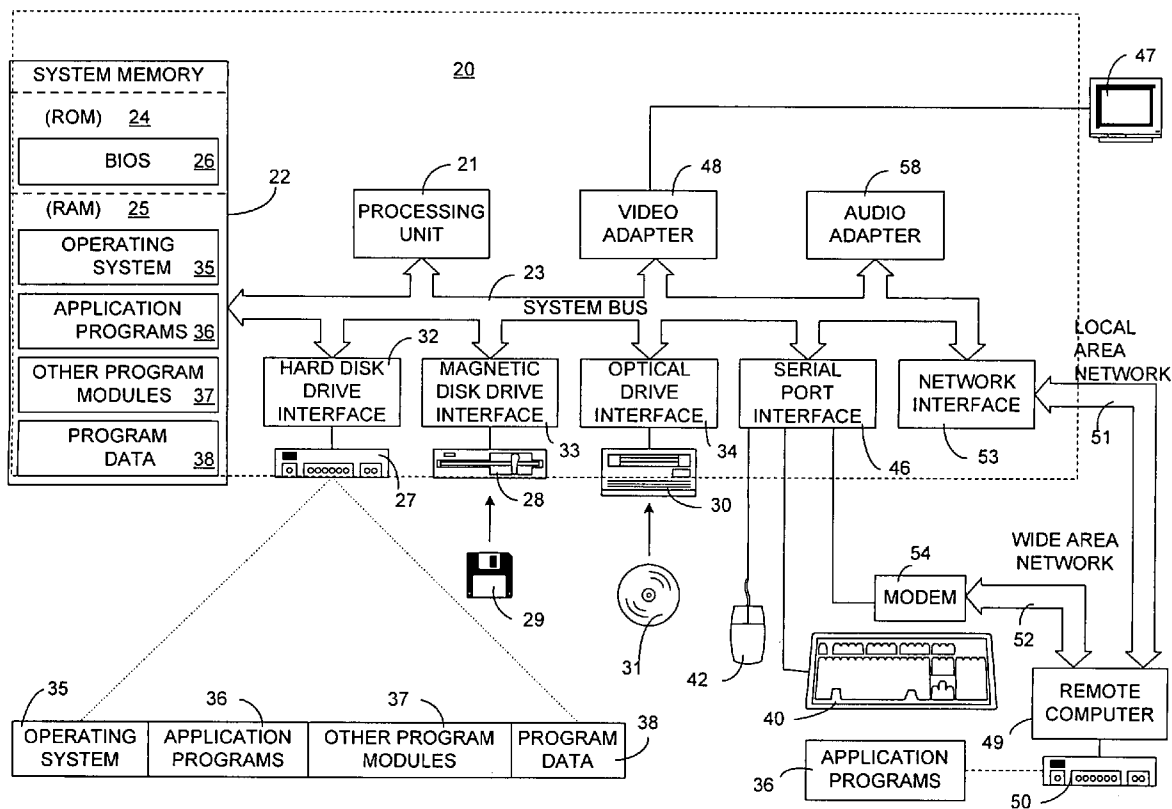 20
47
SYSTEM MEMORY
(ROM) 24
BIOS 26
22
(RAM) 25
OPERATING
SYSTEM 35
APPLICATION
PROGRAMS 36
OTHER PROGRAM
MODULES 37
PROGRAM
DATA 38
21
PROCESSING
UNIT
48
VIDEO
ADAPTER
58
AUDIO
ADAPTER
23
SYSTEM BUS
32
HARD DISK
DRIVE
INTERFACE
MAGNETIC
DISK DRIVE
INTERFACE
33
OPTICAL
DRIVE
INTERFACE
34
SERIAL
PORT
INTERFACE
46
NETWORK
INTERFACE
53
LOCAL
AREA
NETWORK
51
27
28
30
29
31
42
40
WIDE AREA
NETWORK
54
MODEM
52
REMOTE
COMPUTER
49
50
APPLICATION
PROGRAMS
36
35
OPERATING
SYSTEM
36
APPLICATION
PROGRAMS
37
OTHER PROGRAM
MODULES
PROGRAM
DATA
38